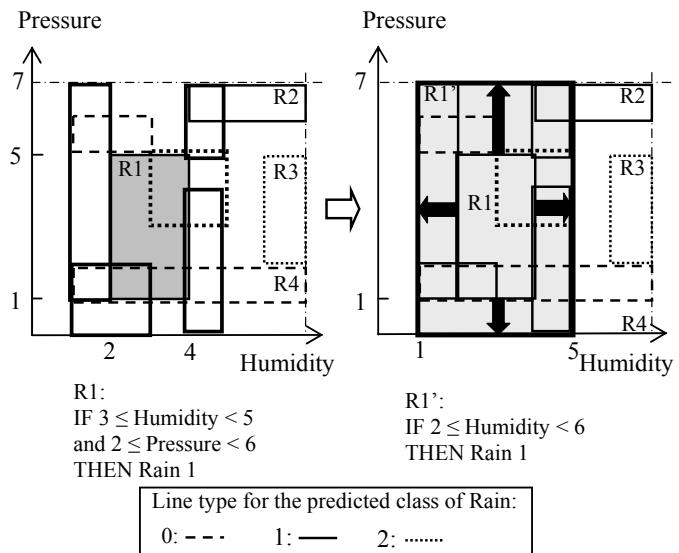 Pressure
7
R2
5
R1
R3
1
R4
2 4
Humidity
R1:
IF 3 ≤ Humidity < 5
and 2 ≤ Pressure < 6
THEN Rain 1
Pressure
7
R1’
R2
5
R3
R1
1
R4
1 5
Humidity
R1’:
IF 2 ≤ Humidity < 6
THEN Rain 1
Line type for the predicted class of Rain:
0: 1: 2: